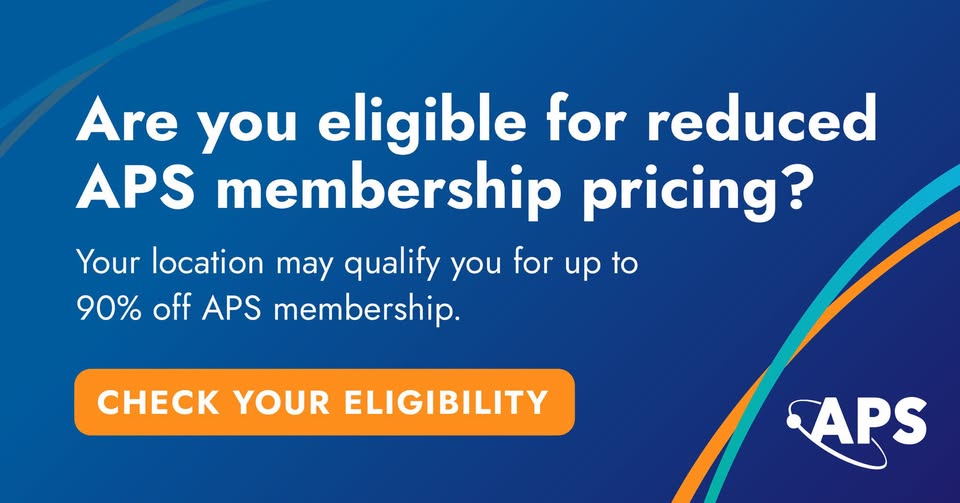 Are you eligible for reduced
APS membership pricing?
Your location may qualify you for up to
90% off APS membership.
CHECK YOUR ELIGIBILITY
APS